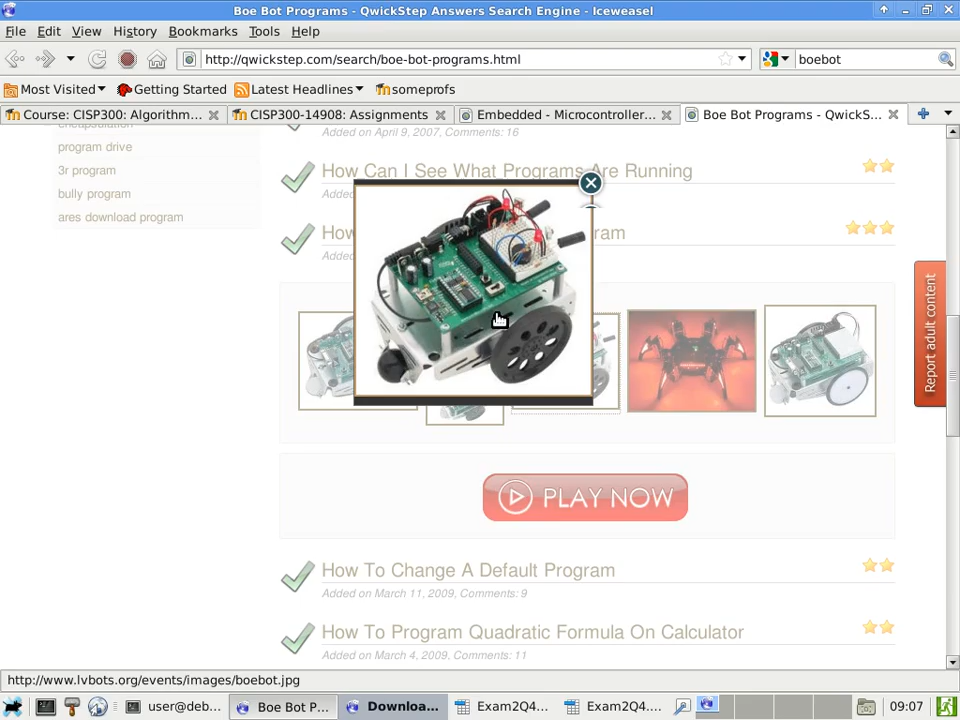 Boe Bot Programs - QwickStep Answers Search Engine - Iceweasel
File Edit View History Bookmarks Tools Help
http://qwickstep.com/search/boe-bot-programs.html
boebot
Most Visited Getting Started Latest Headlines someprofs
Course: CISP300: Algorithm... CISP300-14908: Assignments Embedded - Microcontroller... Boe Bot Programs - QwickS...
program drive
3r program
bully program
ares download program
Added on April 9, 2007, Comments: 16
How Can I See What Programs Are Running
PLAY NOW
How To Change A Default Program
Added on March 11, 2009, Comments: 9
How To Program Quadratic Formula On Calculator
Added on March 4, 2009, Comments: 11
Report adult content
http://www.lvbots.org/events/images/boebot.jpg
user@deb... Boe Bot P... Downloa... Exam2Q4... Exam2Q4.... 09:07